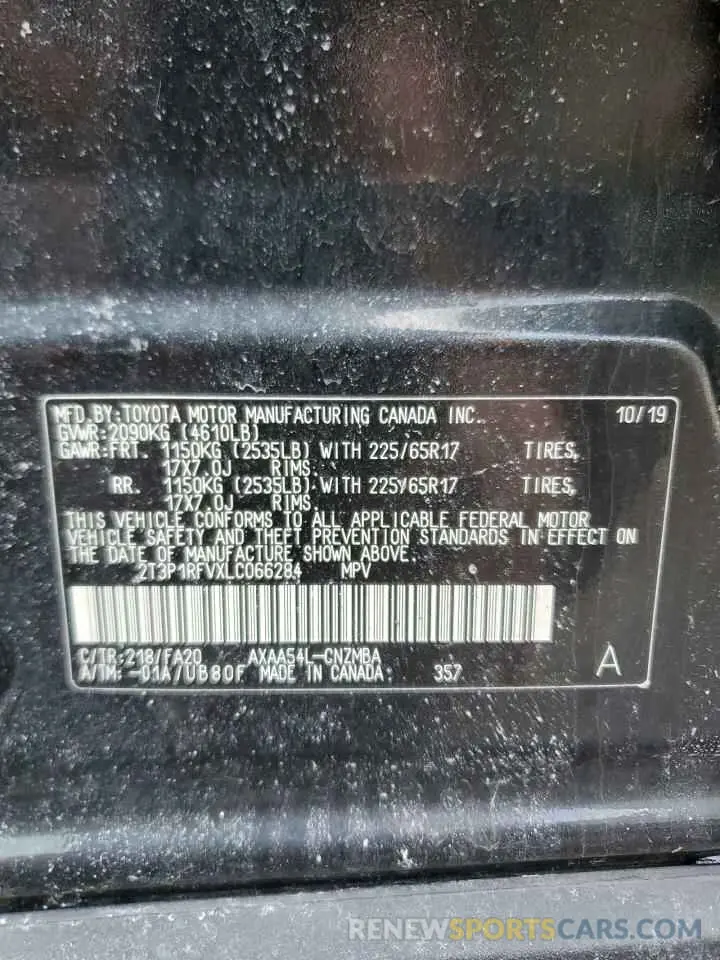 MFD.BY:TOYOTA MOTOR MANUFACTURING CANADA INC. 10/19
GVWR:2090KG (4610LB)
GAWR:FRT. 1150KG (2535LB) WITH 225/65R17 TIRES,
17X7.0J RIMS.
RR. 1150KG (2535LB) WITH 225/65R17 TIRES,
17X7.0J RIMS.
THIS VEHICLE CONFORMS TO ALL APPLICABLE FEDERAL MOTOR
VEHICLE SAFETY AND THEFT PREVENTION STANDARDS IN EFFECT ON
THE DATE OF MANUFACTURE SHOWN ABOVE.
2T3P1RFVXLC066284 MPV
C/TR:218/FA20 AXAA54L-CNZMBA
A/TM: -01A/UB80F MADE IN CANADA: 357 A
RENEWSPORTSCARS.COM